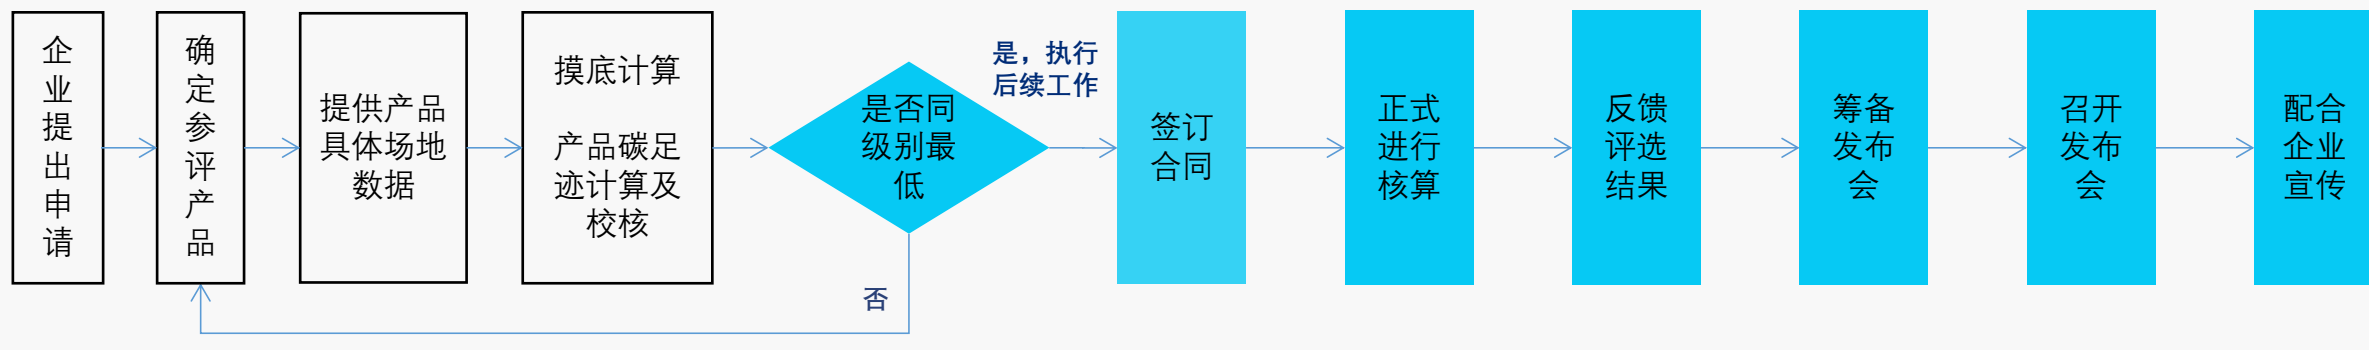 企
业
提
出
申
请
确
定
参
评
产
品
提供产品
具体场地
数据
摸底计算
产品碳足
迹计算及
校核
是否同
级别最
低
是，执行
后续工作
否
签订
合同
正式
进行
核算
反馈
评选
结果
筹备
发布
会
召开
发布
会
配合
企业
宣传